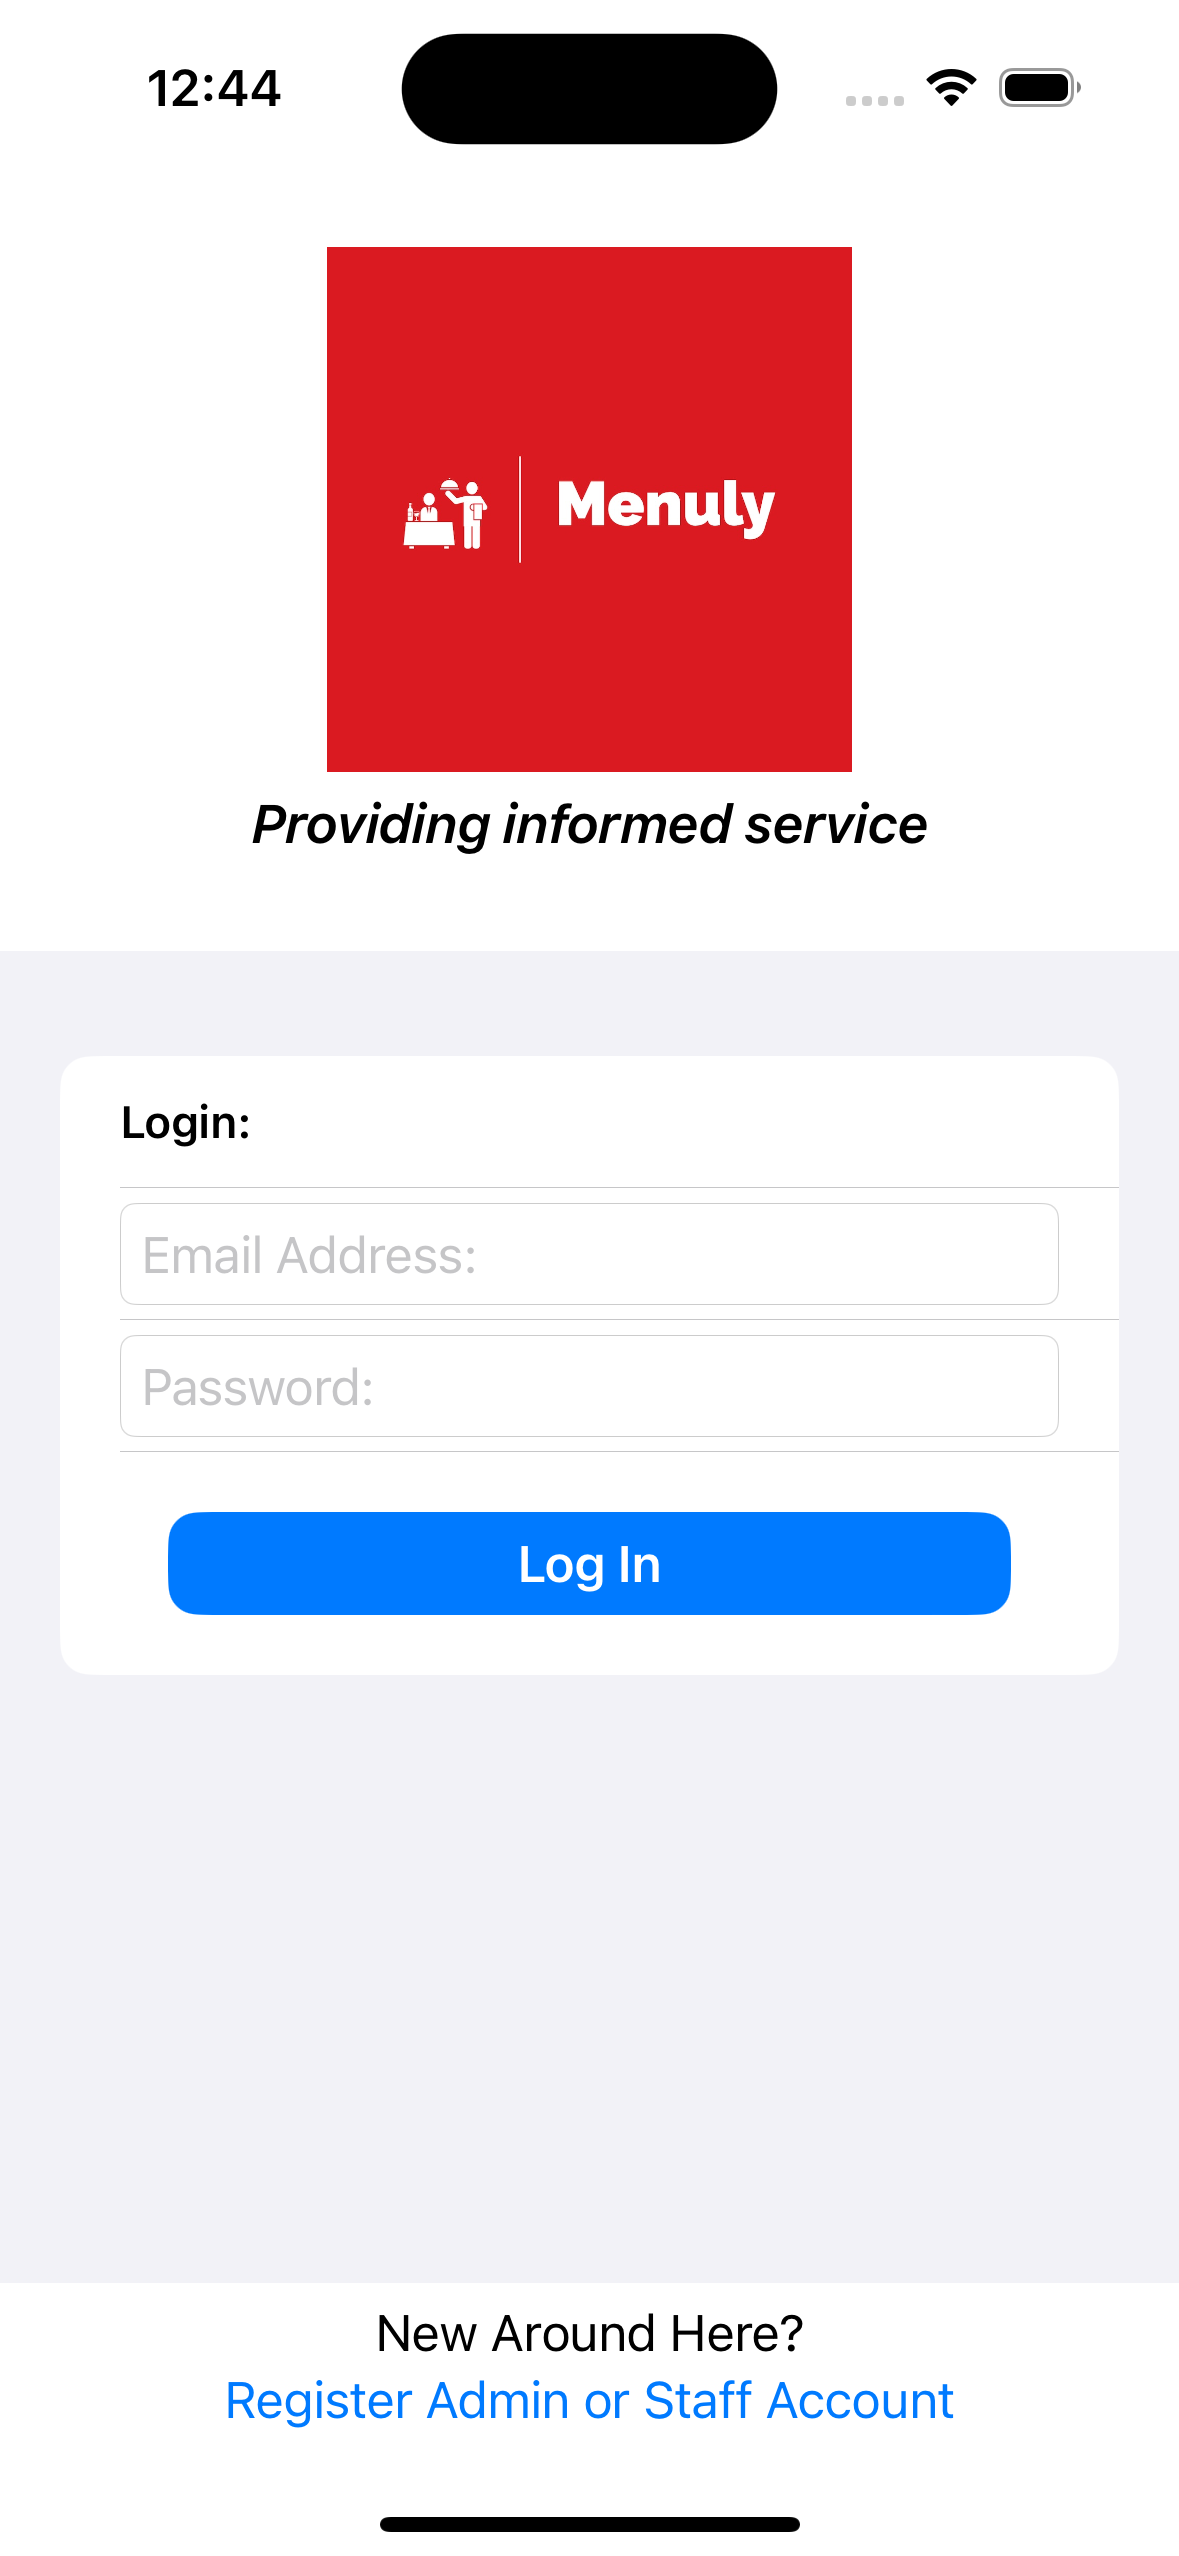 12:44
Menuly
Providing informed service
Login:
Email Address:
Password:
Log In
New Around Here?
Register Admin or Staff Account